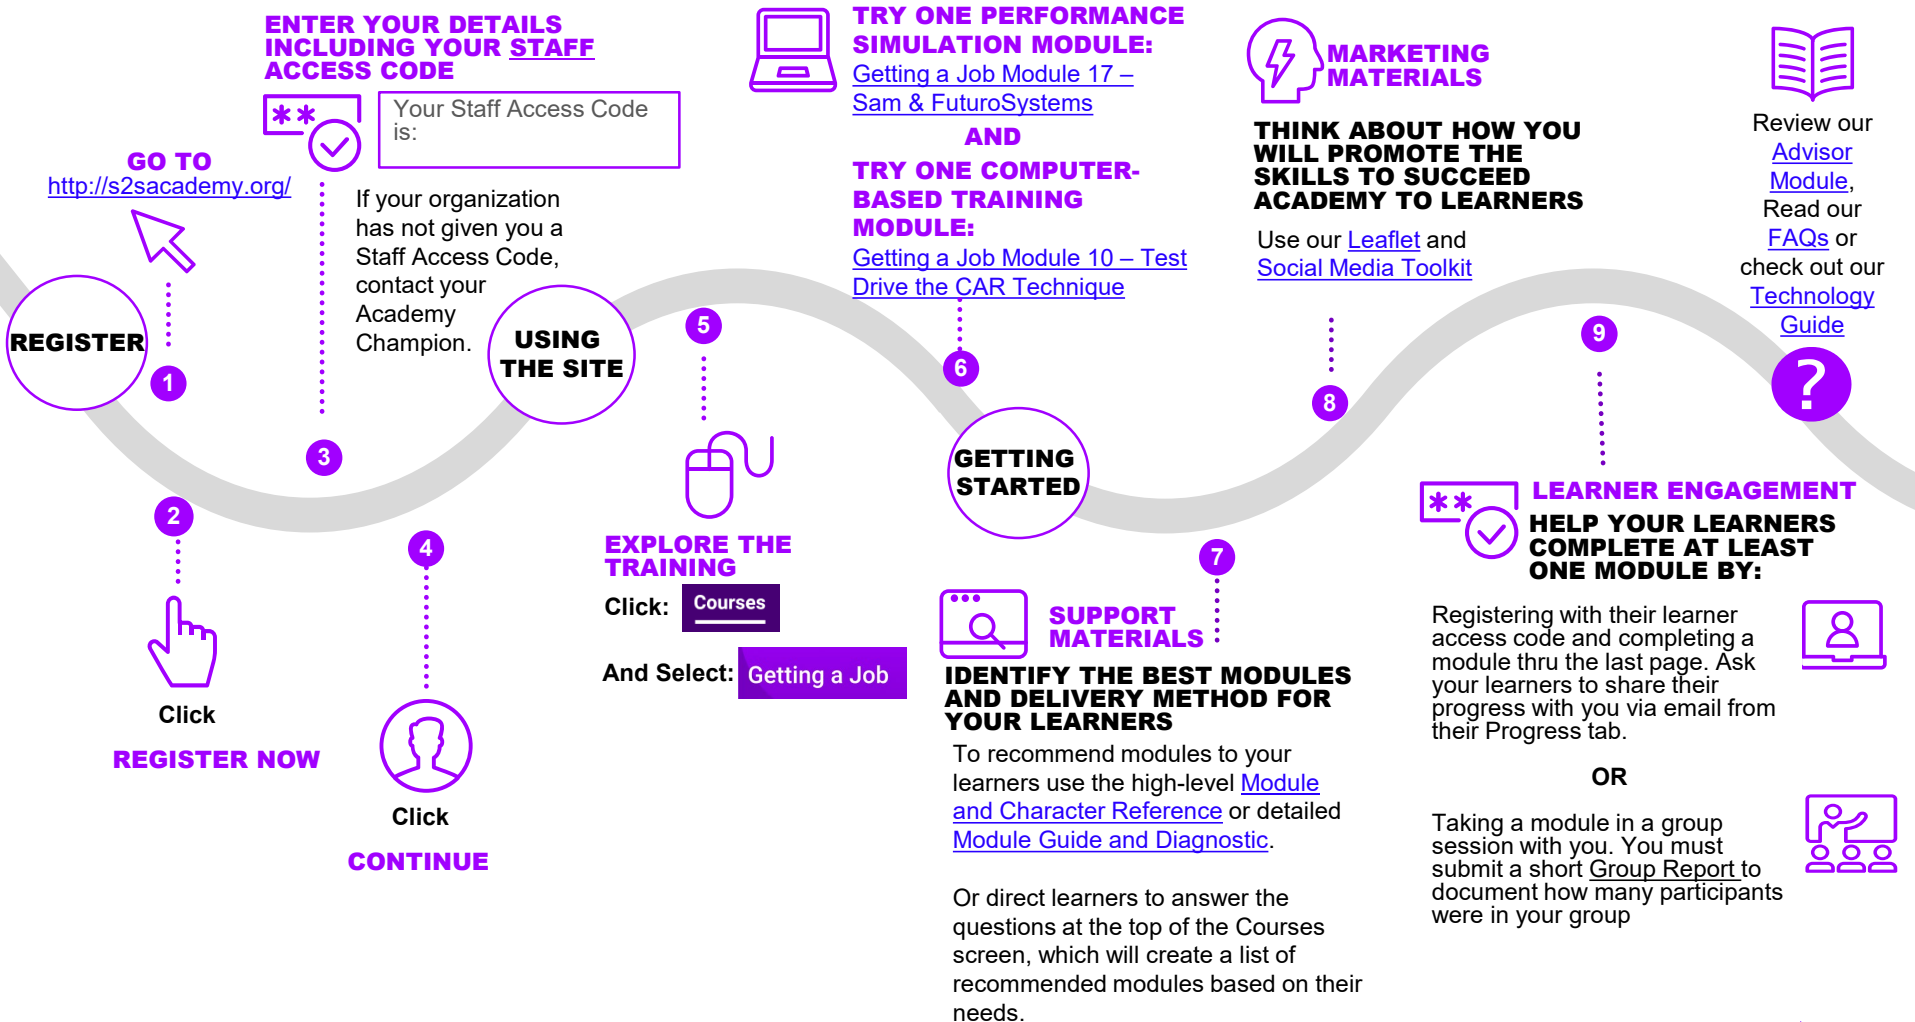 REGISTER
GO TO
http://s2sacademy.org/
1
2
Click
REGISTER NOW
ENTER YOUR DETAILS
INCLUDING YOUR STAFF
ACCESS CODE
**
Your Staff Access Code
is:
If your organization
has not given you a
Staff Access Code,
contact your
Academy
Champion.
3
4
Click
CONTINUE
USING
THE SITE
5
EXPLORE THE
TRAINING
Click: Courses
And Select: Getting a Job
TRY ONE PERFORMANCE
SIMULATION MODULE:
Getting a Job Module 17 –
Sam & FuturoSystems
AND
TRY ONE COMPUTER-
BASED TRAINING
MODULE:
Getting a Job Module 10 – Test
Drive the CAR Technique
6
GETTING
STARTED
7
SUPPORT
MATERIALS
IDENTIFY THE BEST MODULES
AND DELIVERY METHOD FOR
YOUR LEARNERS
To recommend modules to your
learners use the high-level Module
and Character Reference or detailed
Module Guide and Diagnostic.
Or direct learners to answer the
questions at the top of the Courses
screen, which will create a list of
recommended modules based on their
needs.
MARKETING
MATERIALS
THINK ABOUT HOW YOU
WILL PROMOTE THE
SKILLS TO SUCCEED
ACADEMY TO LEARNERS
Use our Leaflet and
Social Media Toolkit
8
9
**
LEARNER ENGAGEMENT
HELP YOUR LEARNERS
COMPLETE AT LEAST
ONE MODULE BY:
Registering with their learner
access code and completing a
module thru the last page. Ask
your learners to share their
progress with you via email from
their Progress tab.
OR
Taking a module in a group
session with you. You must
submit a short Group Report to
document how many participants
were in your group
Review our
Advisor
Module,
Read our
FAQs or
check out our
Technology
Guide
?